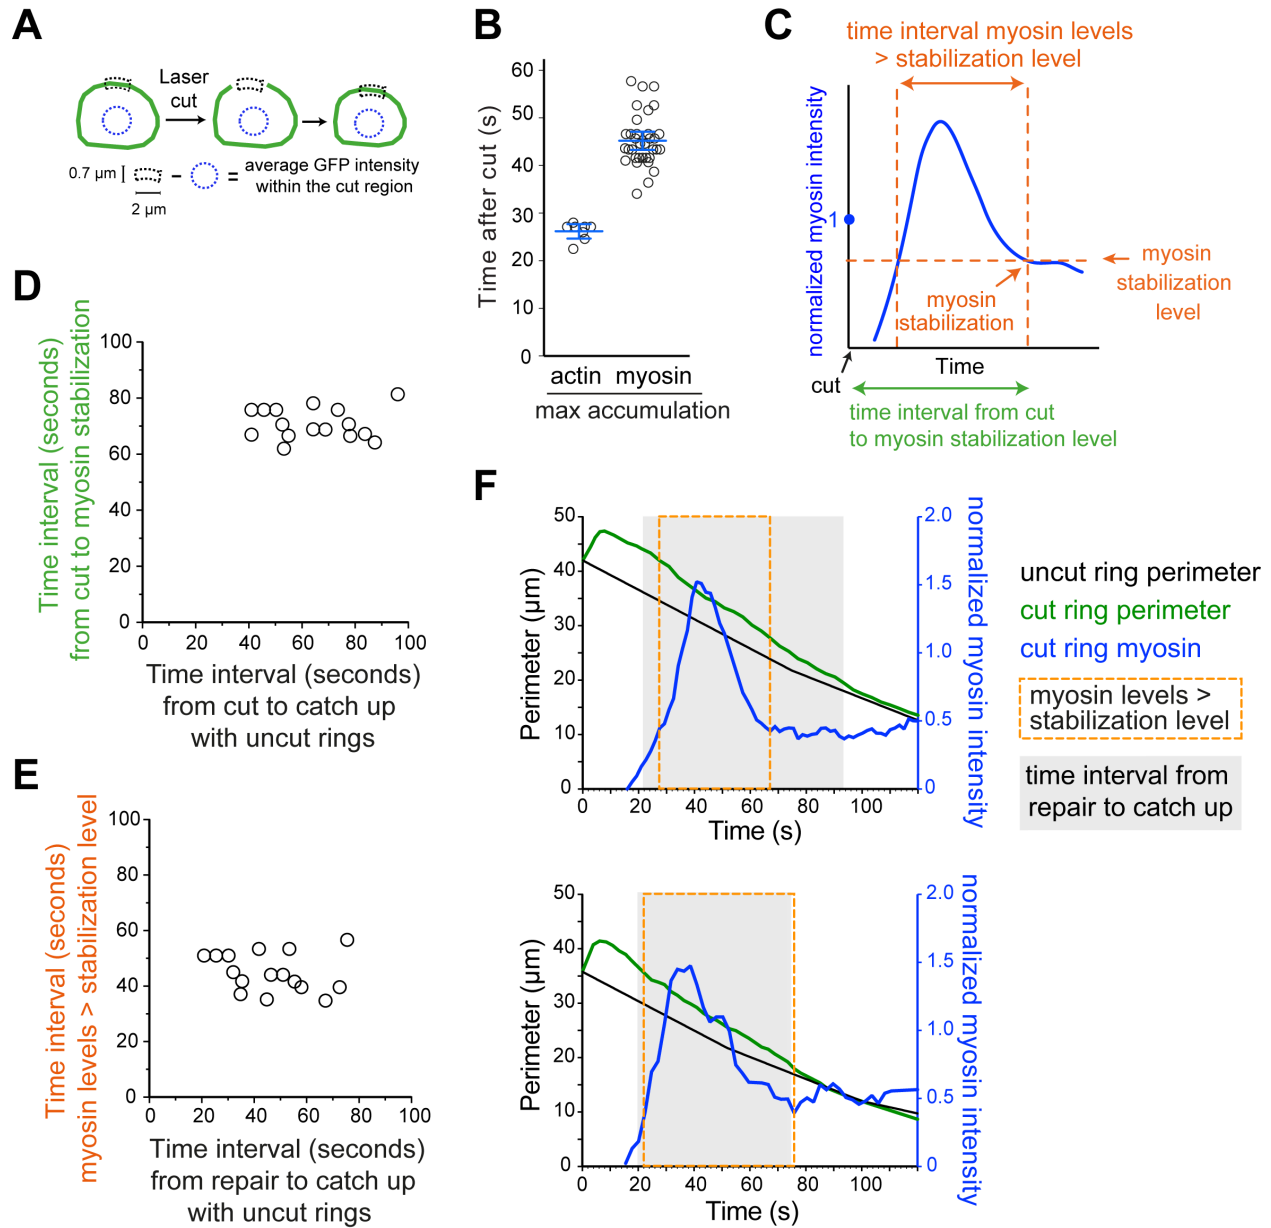 A
Laser
cut
0.7 µm
2 µm
–
=
average GFP intensity
within the cut region
B
Time after cut (s)
60
50
40
30
20
10
0
actin
myosin
max accumulation
C
time interval myosin levels
> stabilization level
normalized myosin intensity
1
myosin
stabilization
level
myosin
stabilization
Time
cut
time interval from cut
to myosin stabilization level
D
Time interval (seconds)
from cut to myosin stabilization
100
80
60
40
20
0
0 20 40 60 80 100
Time interval (seconds)
from cut to catch up
with uncut rings
E
Time interval (seconds)
myosin levels > stabilization level
100
80
60
40
20
0
0 20 40 60 80 100
Time interval (seconds)
from repair to catch up
with uncut rings
F
Perimeter (µm)
50
40
30
20
10
0
0 20 40 60 80 100
Time (s)
2.0
1.5
1.0
0.5
0
normalized myosin intensity
uncut ring perimeter
cut ring perimeter
cut ring myosin
myosin levels >
stabilization level
time interval from
repair to catch up
Perimeter (µm)
50
40
30
20
10
0
0 20 40 60 80 100
Time (s)
2.0
1.5
1.0
0.5
0
normalized myosin intensity